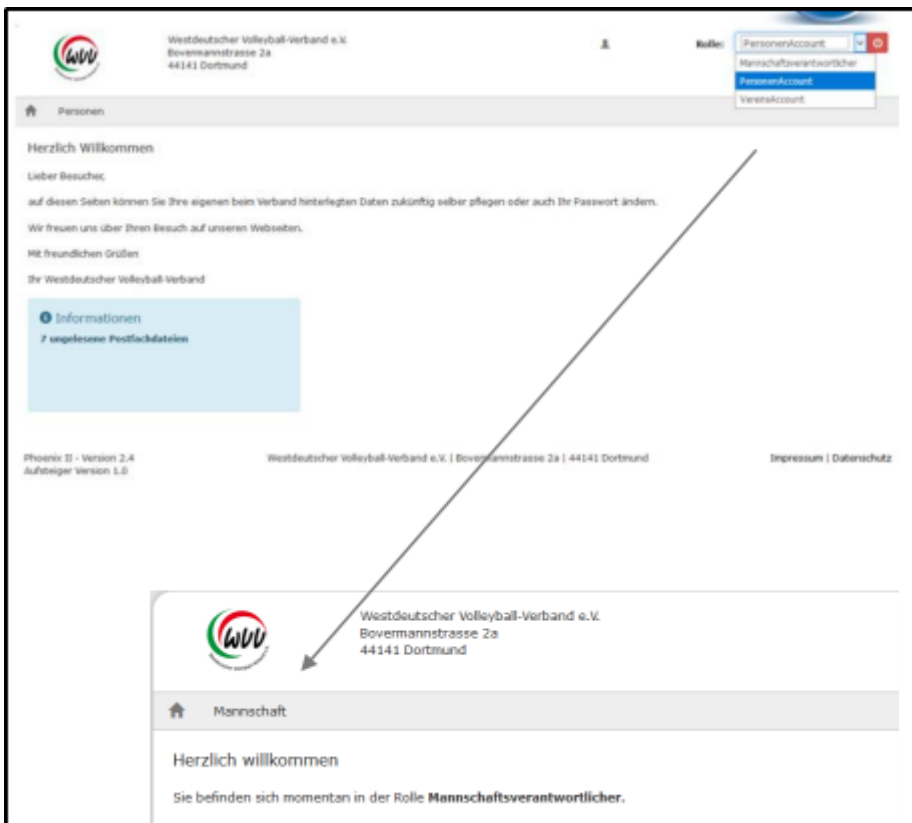 WVV
Westdeutscher Volleyball-Verband e.V.
Bovermannstrasse 2a
44141 Dortmund
Rolle:
PersonenAccount
Mannschaftsverantwortlicher
PersonenAccount
VereinsAccount
Personen
Herzlich Willkommen
Lieber Besucher,
auf diesen Seiten können Sie Ihre eigenen beim Verband hinterlegten Daten zukünftig selber pflegen oder auch Ihr Passwort ändern.
Wir freuen uns über Ihren Besuch auf unseren Webseiten.
Mit freundlichen Grüßen
Ihr Westdeutscher Volleyball-Verband
Informationen
7 ungelesene Postfachdateien
Phoenix II - Version 2.4
Aufsteiger Version 1.0
Westdeutscher Volleyball-Verband e.V. | Bovermannstrasse 2a | 44141 Dortmund
Impressum | Datenschutz
WVV
Westdeutscher Volleyball-Verband e.V.
Bovermannstrasse 2a
44141 Dortmund
Mannschaft
Herzlich willkommen
Sie befinden sich momentan in der Rolle Mannschaftsverantwortlicher.